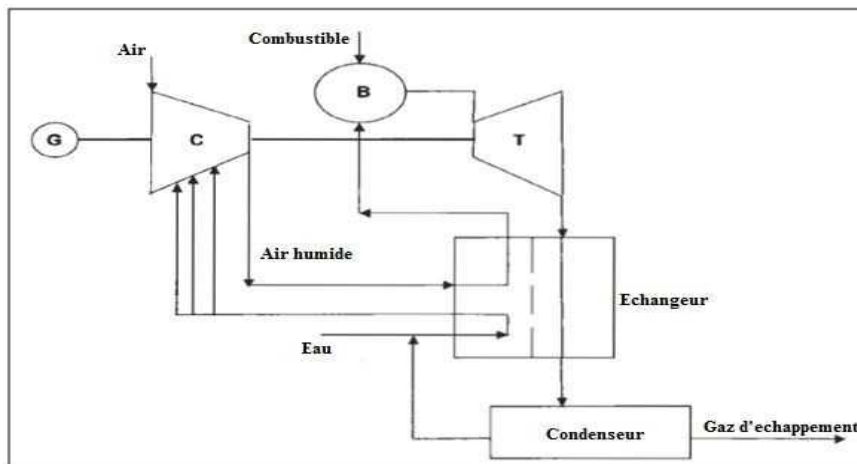 Combustible
Air
B
G
C
T
Air humide
Echangeur
Eau
Condenseur
Gaz d'echappement